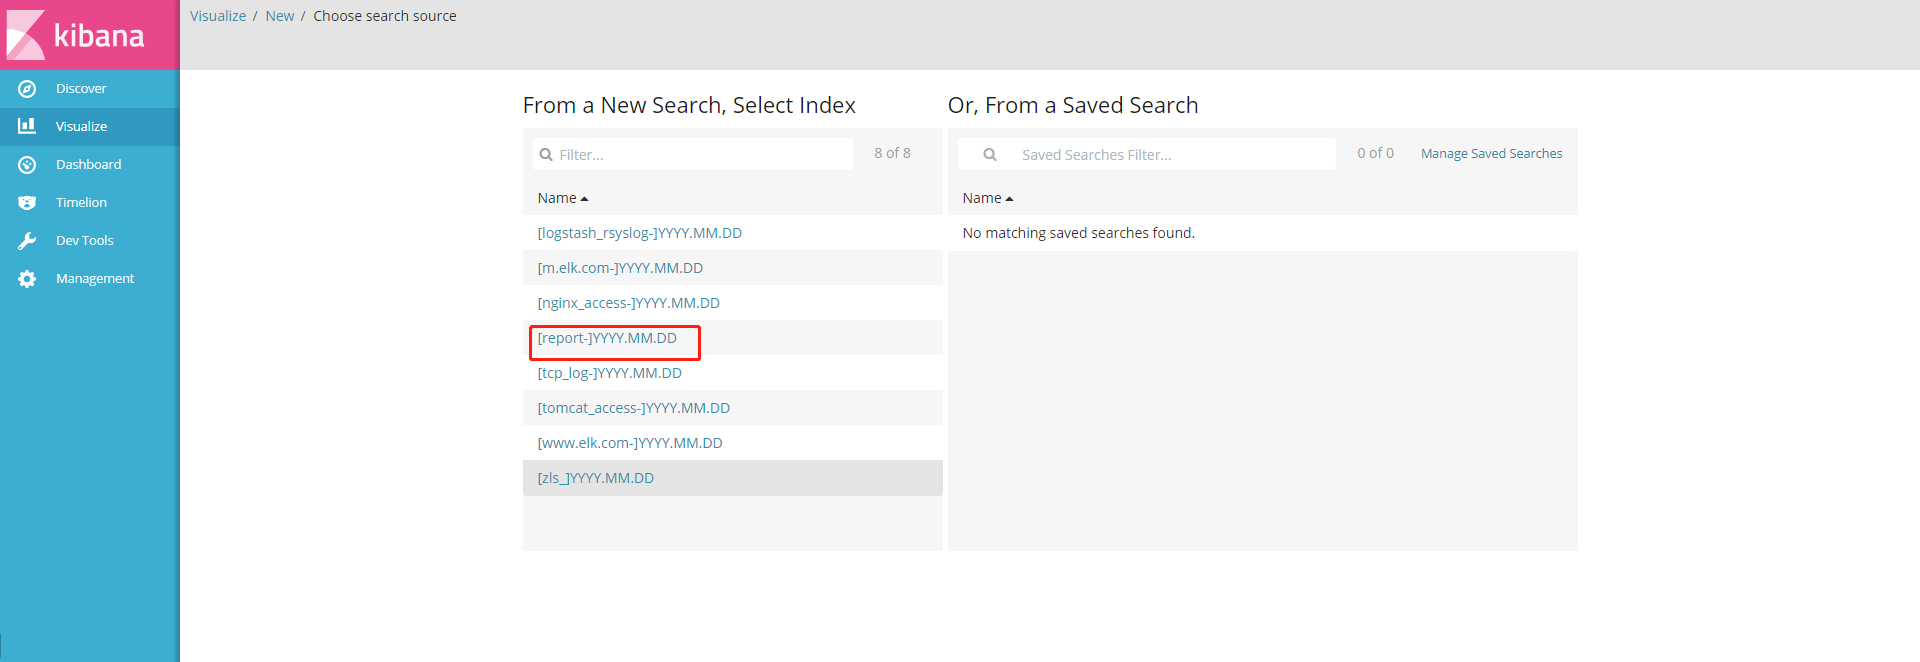 kibana
Visualize / New / Choose search source
Discover
Visualize
Dashboard
Timelion
Dev Tools
Management
From a New Search, Select Index
Filter...
8 of 8
Name
[logstash_rsyslog-]YYYY.MM.DD
[m.elk.com-]YYYY.MM.DD
[nginx_access-]YYYY.MM.DD
[report-]YYYY.MM.DD
[tcp_log-]YYYY.MM.DD
[tomcat_access-]YYYY.MM.DD
[www.elk.com-]YYYY.MM.DD
[zls_]YYYY.MM.DD
Or, From a Saved Search
Saved Searches Filter...
0 of 0
Manage Saved Searches
Name
No matching saved searches found.